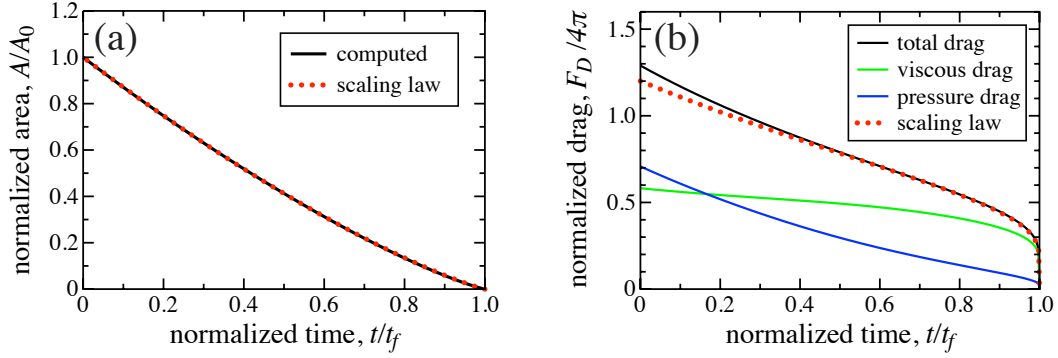 (a)
normalized area, A/A0
1.2
1.0
0.8
0.6
0.4
0.2
0
computed
scaling law
0 0.2 0.4 0.6 0.8 1.0
normalized time, t/tf
(b)
normalized drag, FD /4π
1.5
1.0
0.5
0.0
total drag
viscous drag
pressure drag
scaling law
0 0.2 0.4 0.6 0.8 1.0
normalized time, t/tf